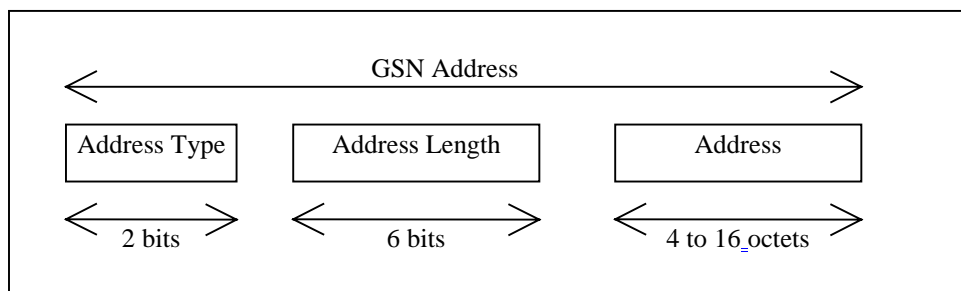 GSN Address
Address Type Address Length Address
2 bits 6 bits 4 to 16 octets